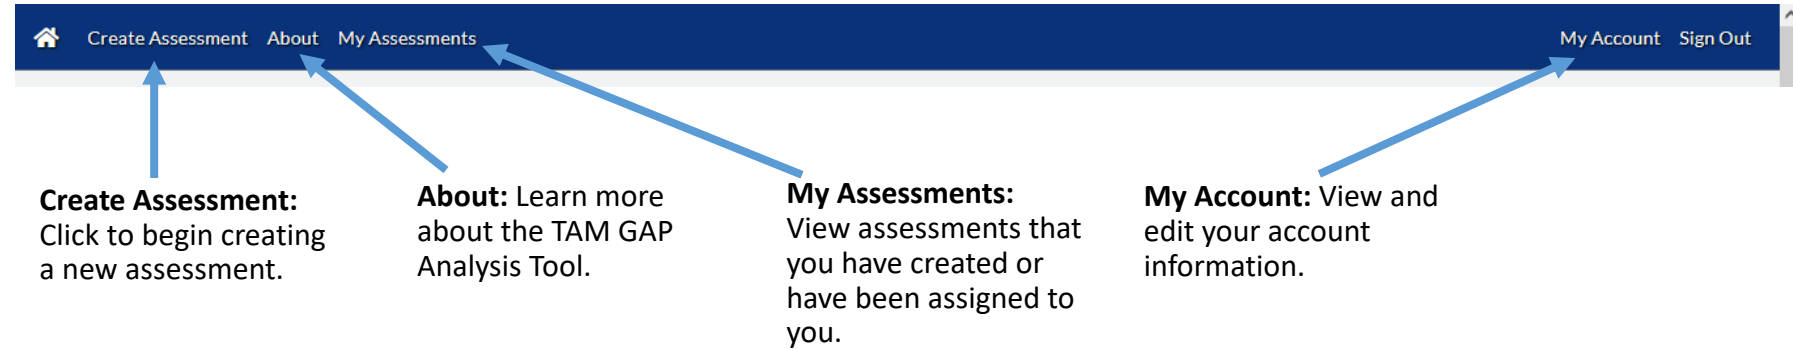 Create Assessment About My Assessments My Account Sign Out
Create Assessment:
Click to begin creating
a new assessment.
About: Learn more
about the TAM GAP
Analysis Tool.
My Assessments:
View assessments that
you have created or
have been assigned to
you.
My Account: View and
edit your account
information.